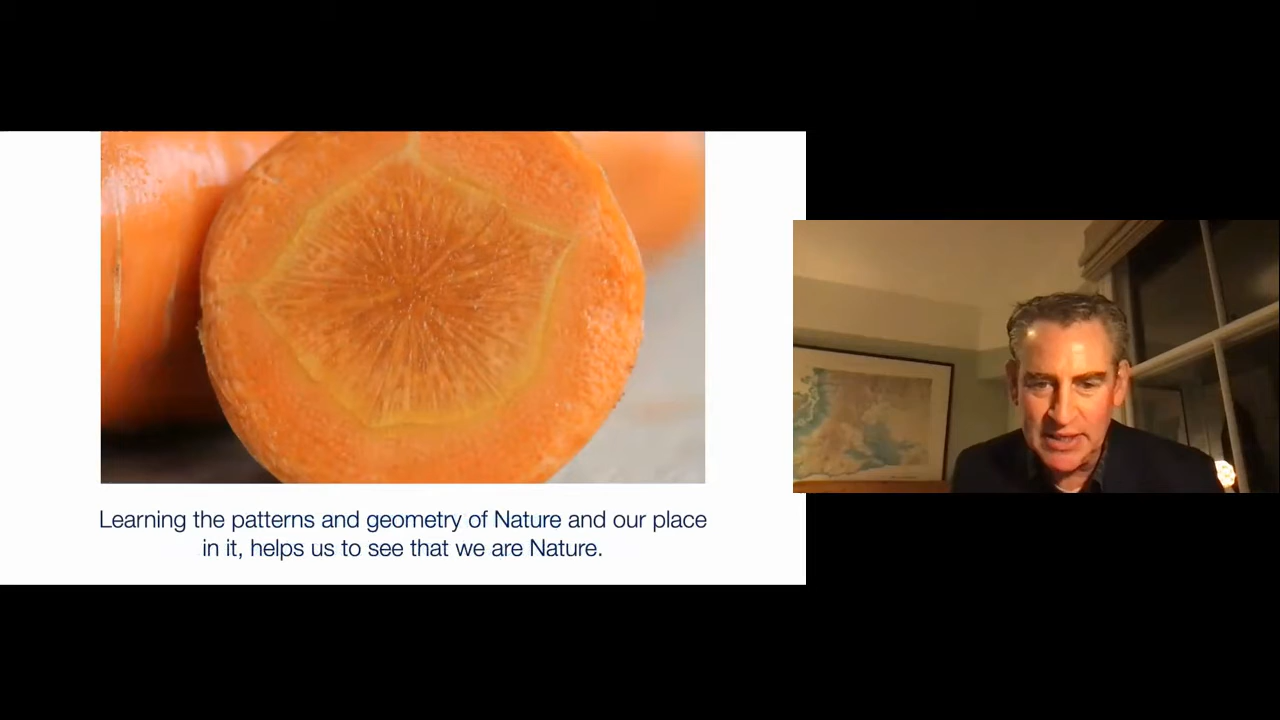 Learning the patterns and geometry of Nature and our place
in it, helps us to see that we are Nature.